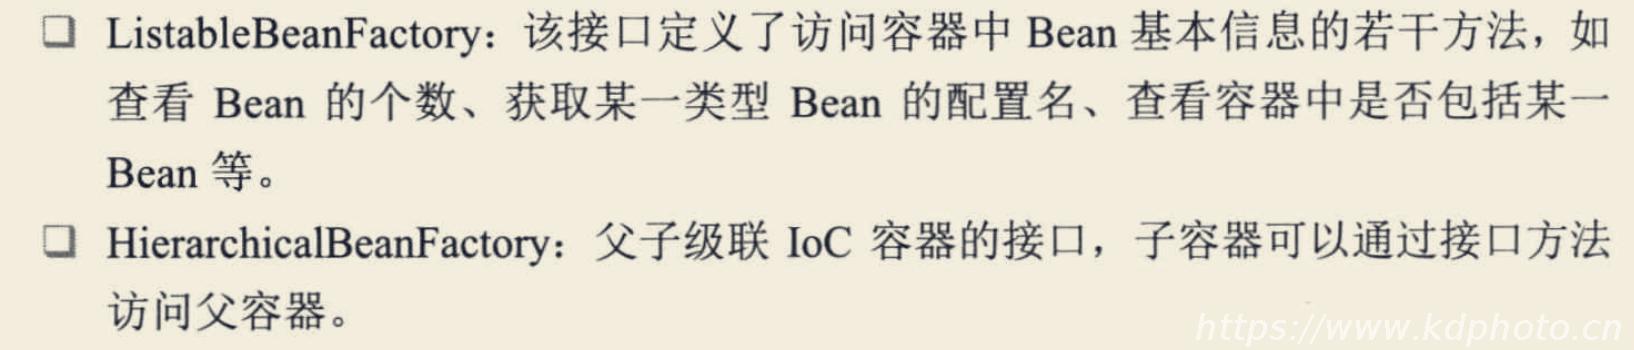 ❏ ListableBeanFactory：该接口定义了访问容器中 Bean 基本信息的若干方法，如
查看 Bean 的个数、获取某一类型 Bean 的配置名、查看容器中是否包括某一
Bean 等。
❏ HierarchicalBeanFactory：父子级联 IoC 容器的接口，子容器可以通过接口方法
访问父容器。
https://www.kdphoto.cn